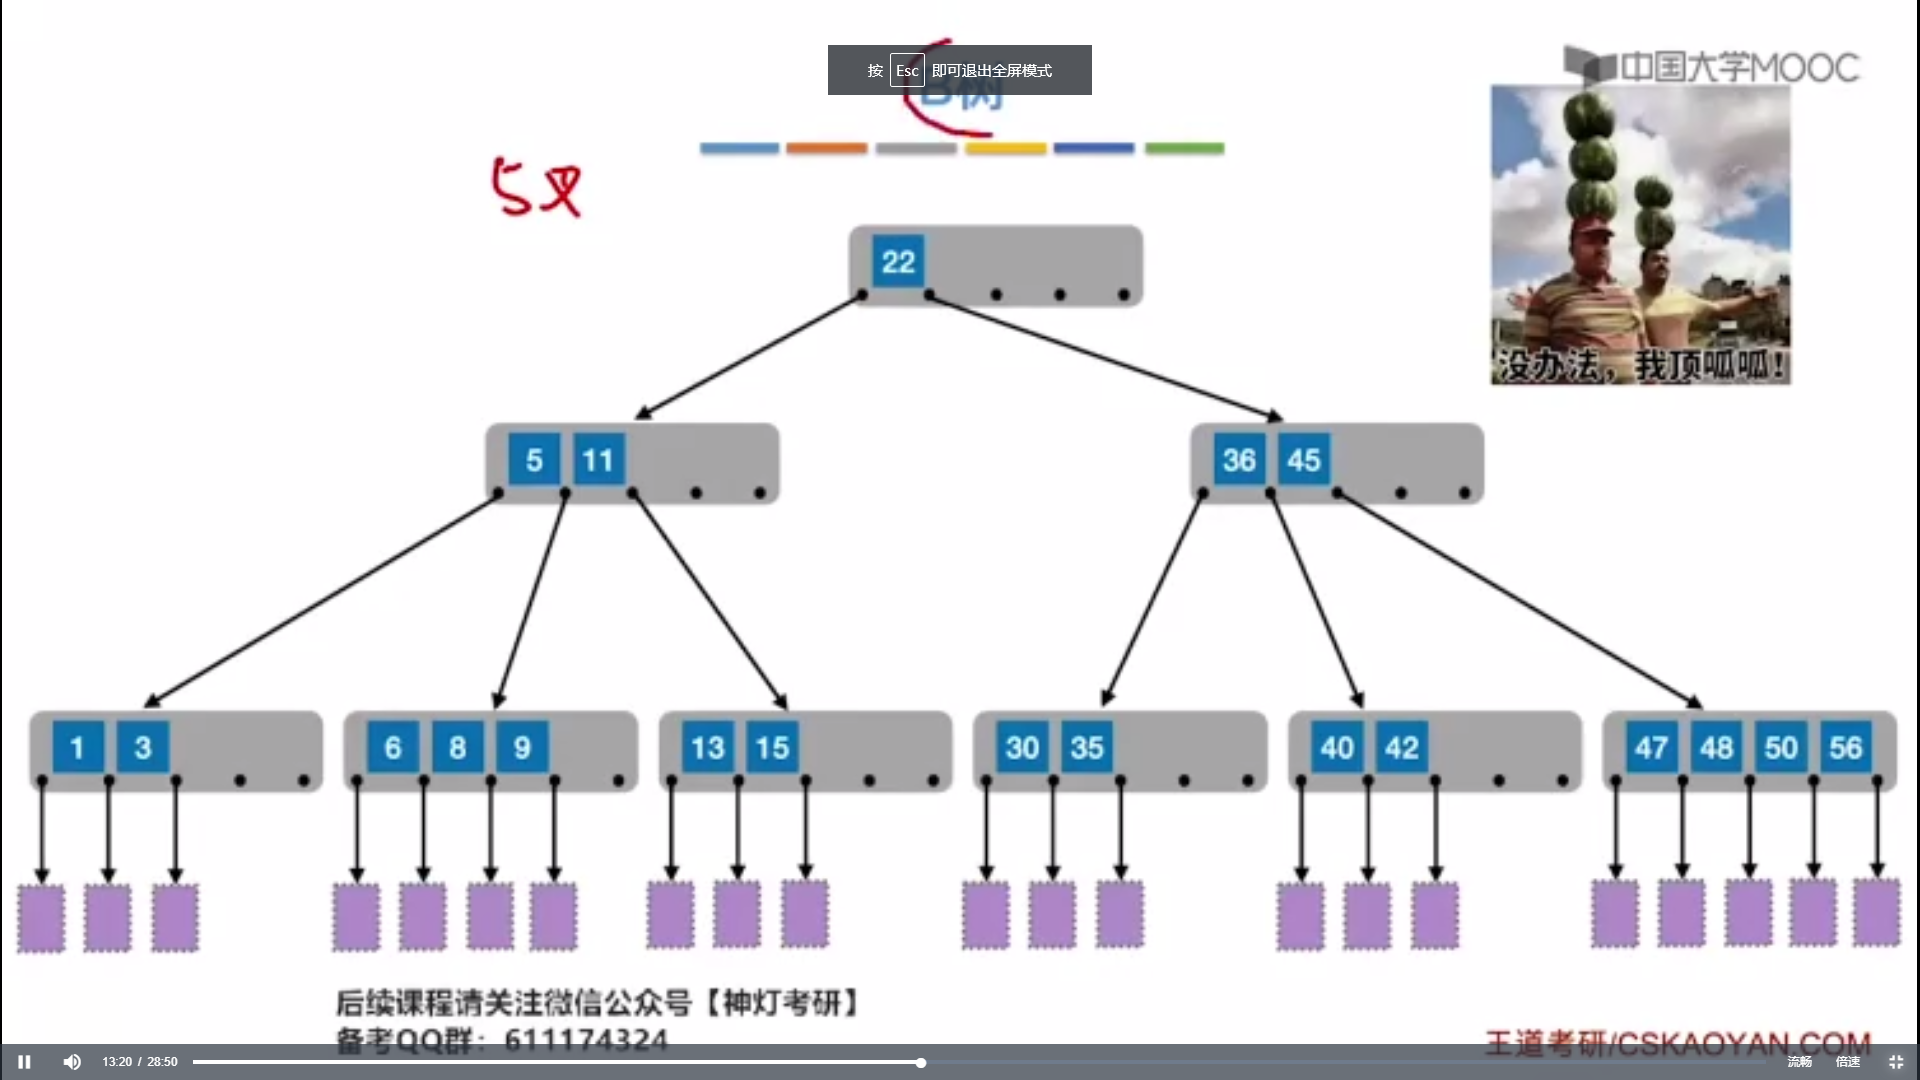 按 Esc 即可退出全屏模式
B树
中国大学MOOC
5叉
22
没办法，我顶呱呱！
5 11
36 45
1 3
6 8 9
13 15
30 35
40 42
47 48 50 56
后续课程请关注微信公众号【神灯考研】
备考QQ群：611174324
王道考研/CSKAOYAN.COM
13:20 / 28:50
流畅
倍速